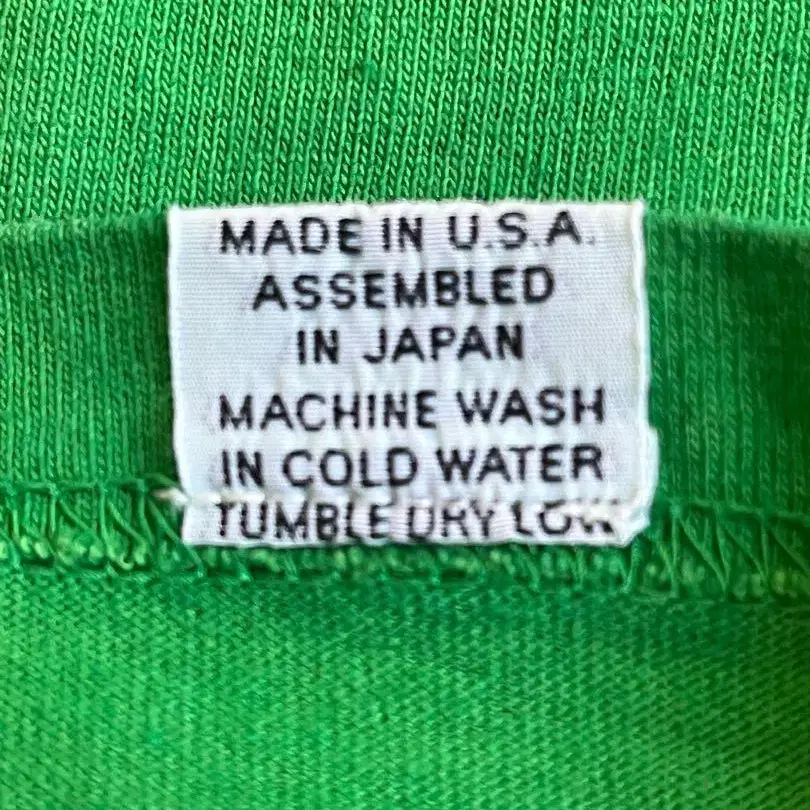 MADE IN U.S.A.
ASSEMBLED
IN JAPAN
MACHINE WASH
IN COLD WATER
TUMBLE DRY LOW